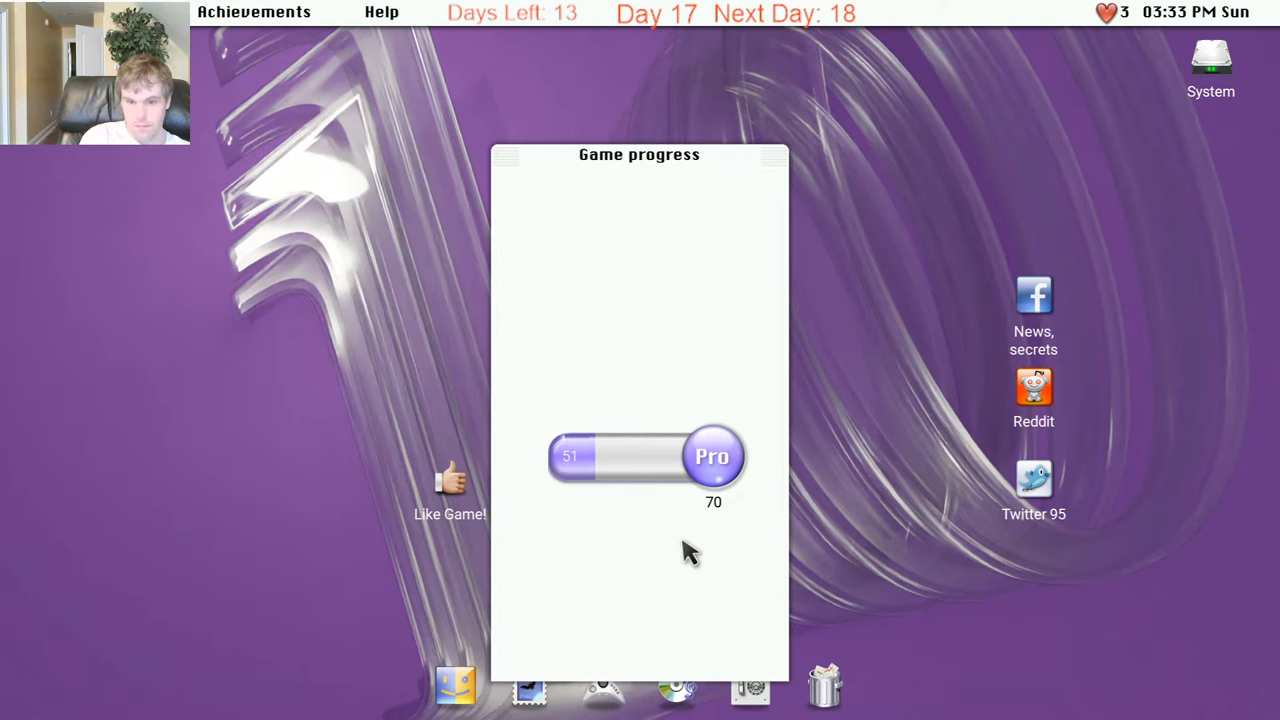 Achievements
Help
Days Left: 13
Day 17
Next Day: 18
3
03:33 PM Sun
System
Game progress
News,
secrets
Reddit
51
Pro
70
Like Game!
Twitter 95